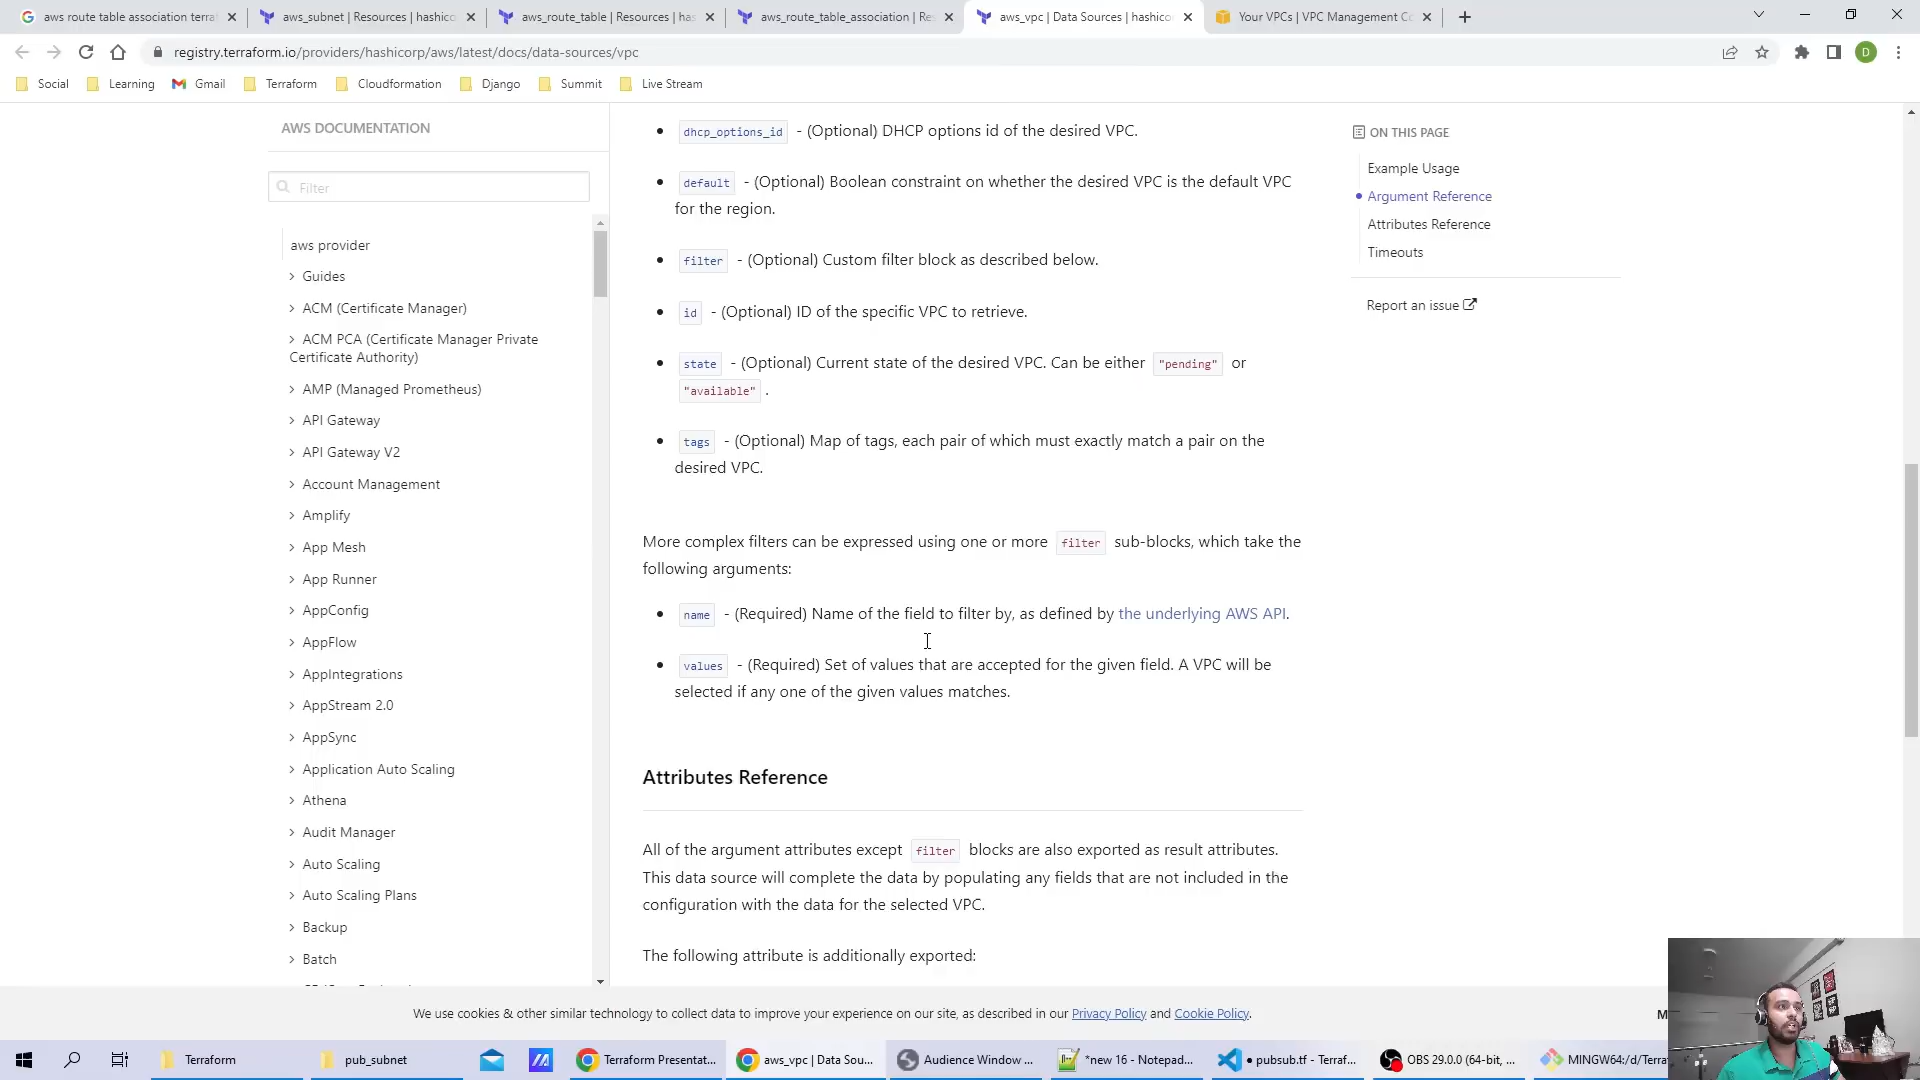 aws route table association terra
aws_subnet | Resources | hashico
aws_route_table | Resources | has
aws_route_table_association | Re
aws_vpc | Data Sources | hashico
Your VPCs | VPC Management Co
registry.terraform.io/providers/hashicorp/aws/latest/docs/data-sources/vpc
D
Social
Learning
Gmail
Terraform
Cloudformation
Django
Summit
Live Stream
AWS DOCUMENTATION
Filter
aws provider
Guides
ACM (Certificate Manager)
ACM PCA (Certificate Manager Private
Certificate Authority)
AMP (Managed Prometheus)
API Gateway
API Gateway V2
Account Management
Amplify
App Mesh
App Runner
AppConfig
AppFlow
AppIntegrations
AppStream 2.0
AppSync
Application Auto Scaling
Athena
Audit Manager
Auto Scaling
Auto Scaling Plans
Backup
Batch
dhcp_options_id - (Optional) DHCP options id of the desired VPC.
default - (Optional) Boolean constraint on whether the desired VPC is the default VPC
for the region.
filter - (Optional) Custom filter block as described below.
id - (Optional) ID of the specific VPC to retrieve.
state - (Optional) Current state of the desired VPC. Can be either "pending" or
"available" .
tags - (Optional) Map of tags, each pair of which must exactly match a pair on the
desired VPC.
More complex filters can be expressed using one or more filter sub-blocks, which take the
following arguments:
name - (Required) Name of the field to filter by, as defined by the underlying AWS API.
values - (Required) Set of values that are accepted for the given field. A VPC will be
selected if any one of the given values matches.
Attributes Reference
All of the argument attributes except filter blocks are also exported as result attributes.
This data source will complete the data by populating any fields that are not included in the
configuration with the data for the selected VPC.
The following attribute is additionally exported:
ON THIS PAGE
Example Usage
Argument Reference
Attributes Reference
Timeouts
Report an issue
We use cookies & other similar technology to collect data to improve your experience on our site, as described in our Privacy Policy and Cookie Policy.
M
Terraform
pub_subnet
Terraform Presentat...
aws_vpc | Data Sou...
Audience Window ...
*new 16 - Notepad...
• pubsub.tf - Terraf...
OBS 29.0.0 (64-bit, ...
MINGW64:/d/Terra